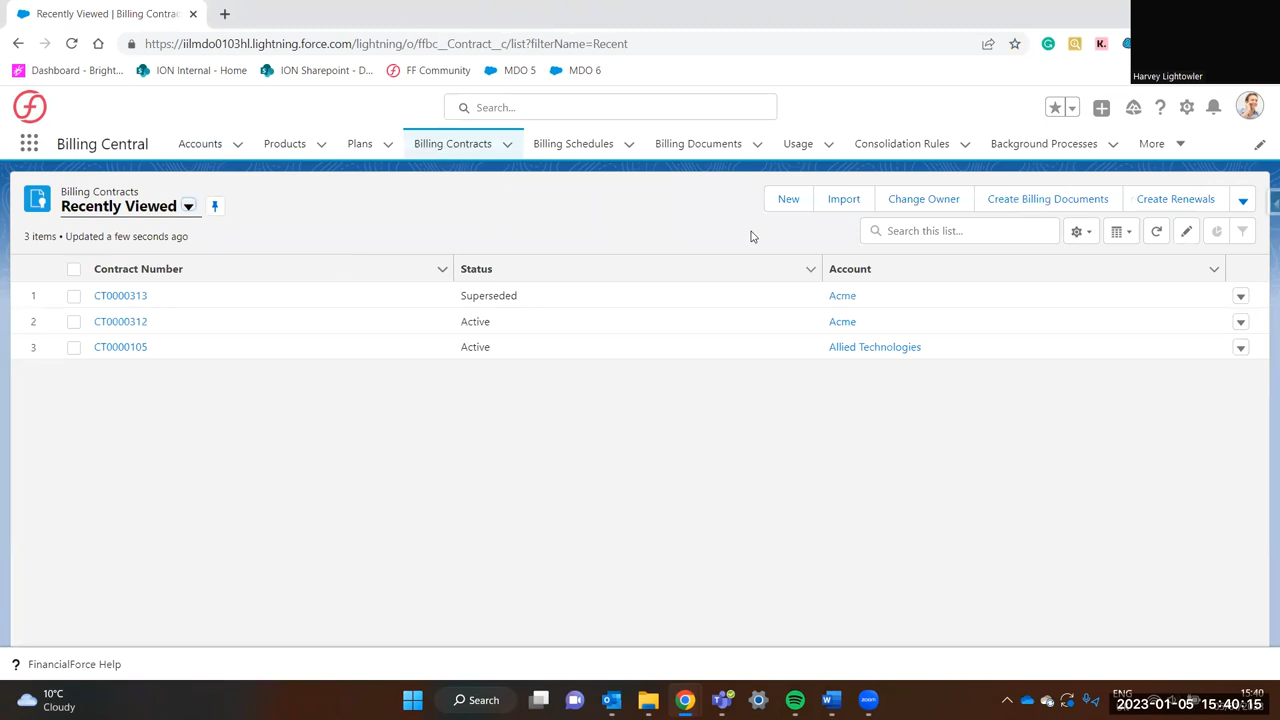 Recently Viewed | Billing Contrac
https://iilmdo0103hl.lightning.force.com/lightning/o/ffbc__Contract__c/list?filterName=Recent
Dashboard - Bright... ION Internal - Home ION Sharepoint - D... FF Community MDO 5 MDO 6
Harvey Lightowler
Search...
Billing Central Accounts Products Plans Billing Contracts Billing Schedules Billing Documents Usage Consolidation Rules Background Processes More
Billing Contracts
Recently Viewed
New Import Change Owner Create Billing Documents Create Renewals
3 items • Updated a few seconds ago
Search this list...
Contract Number Status Account
1 CT0000313 Superseded Acme
2 CT0000312 Active Acme
3 CT0000105 Active Allied Technologies
? FinancialForce Help
10°C
Cloudy
Search
ENG
15:40
2023-01-05 15:40:15